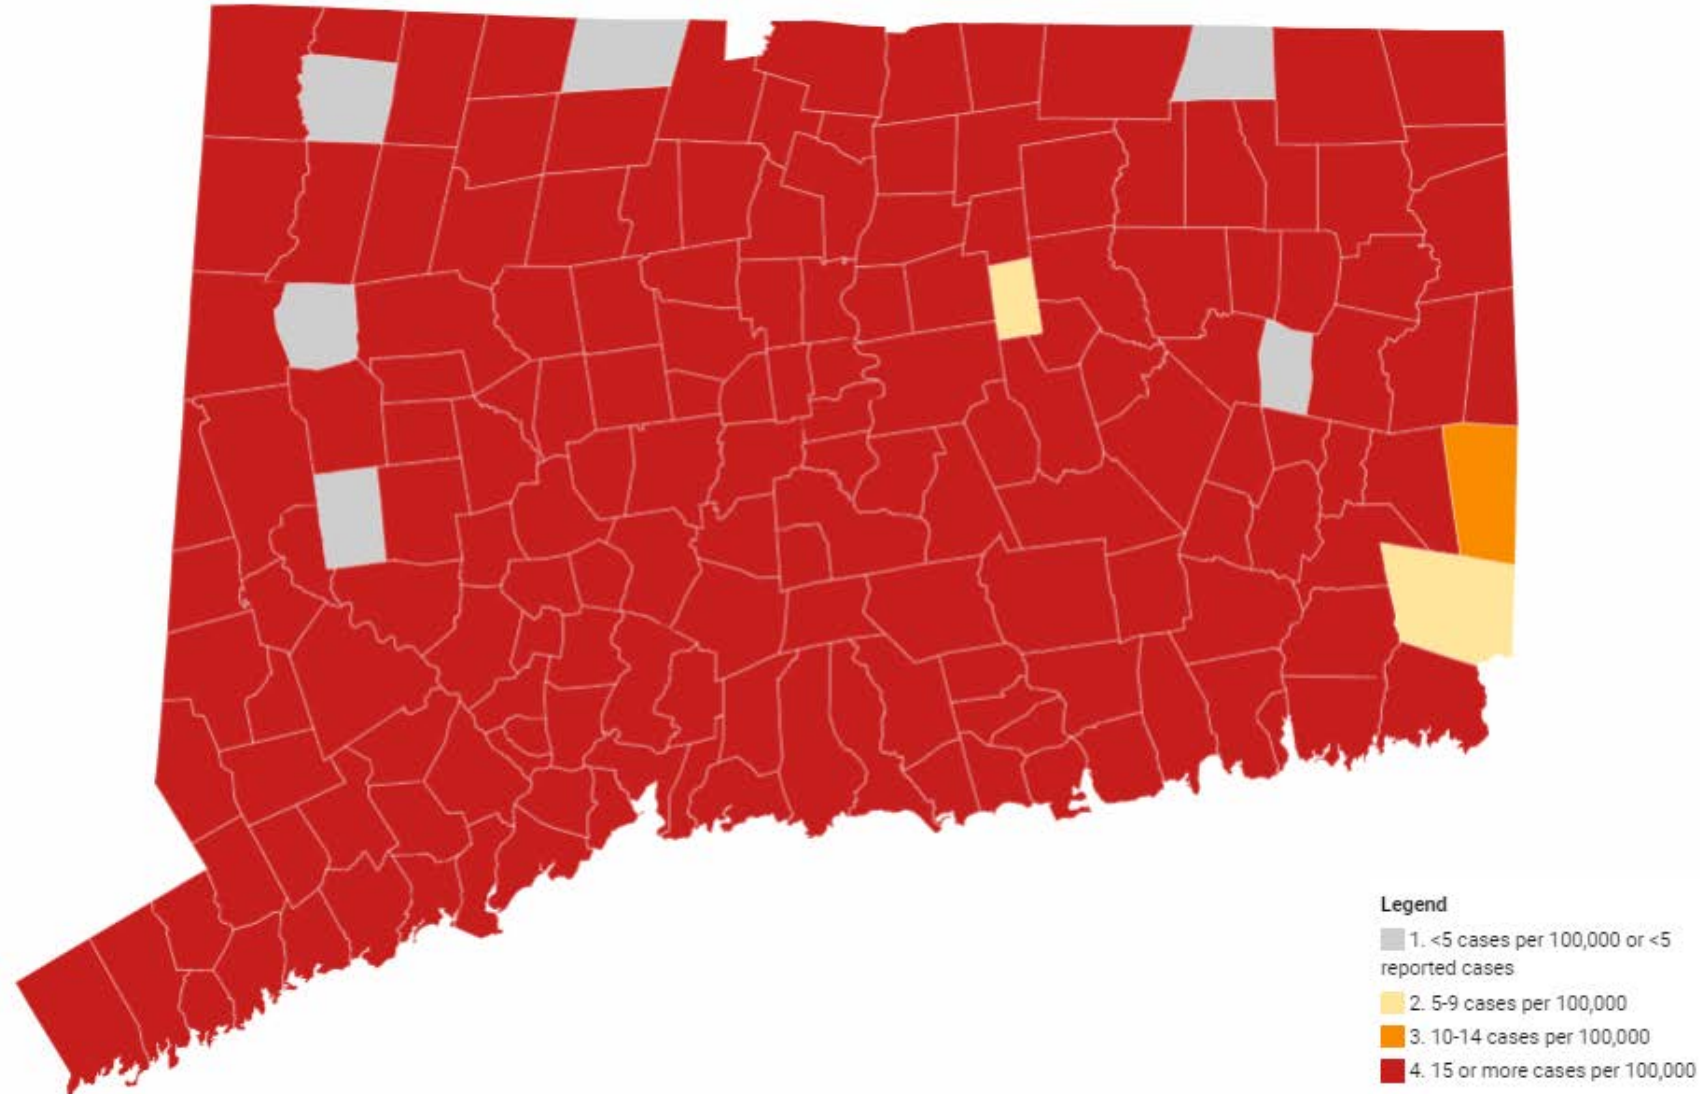 Legend
1. <5 cases per 100,000 or <5
reported cases
2. 5-9 cases per 100,000
3. 10-14 cases per 100,000
4. 15 or more cases per 100,000